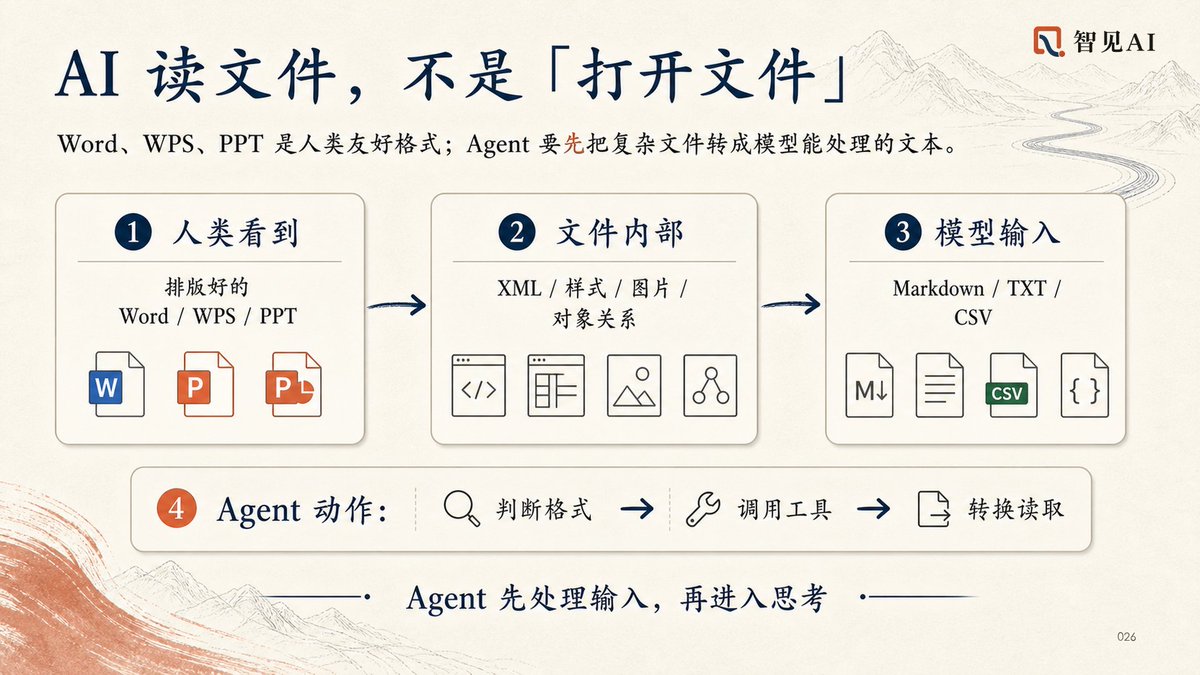 智见AI
AI 读文件，不是「打开文件」
Word、WPS、PPT 是人类友好格式；Agent 要先把复杂文件转成模型能处理的文本。
1 人类看到
排版好的
Word / WPS / PPT
W
P
P
2 文件内部
XML / 样式 / 图片 /
对象关系
</>
3 模型输入
Markdown / TXT /
CSV
M↓
CSV
{ }
4 Agent 动作：
判断格式
调用工具
转换读取
Agent 先处理输入，再进入思考
026